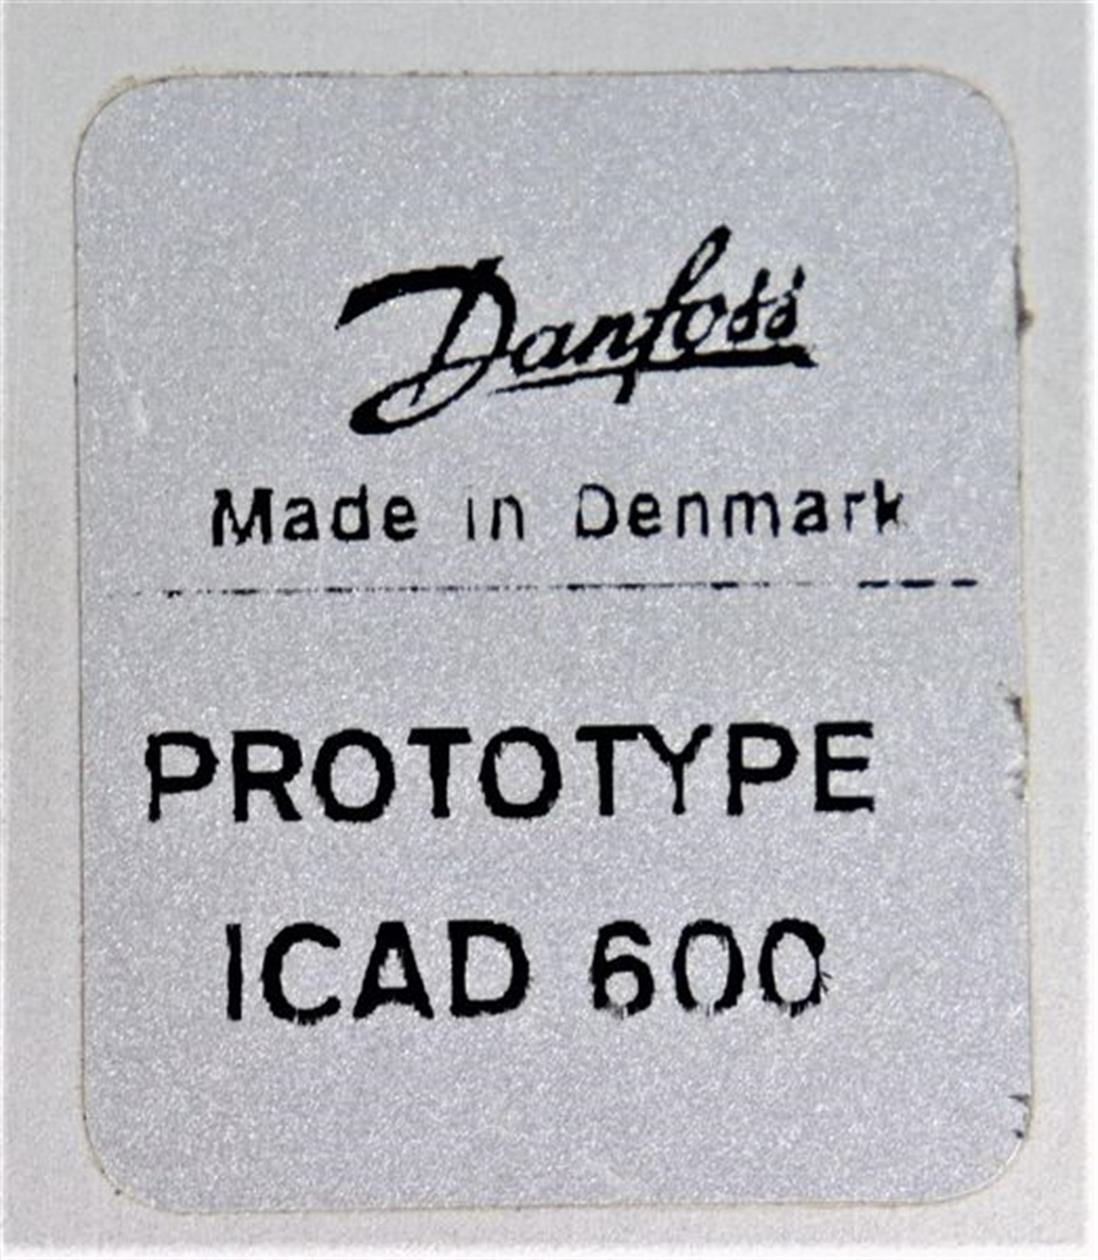 Danfoss
Made in Denmark
PROTOTYPE
ICAD 600